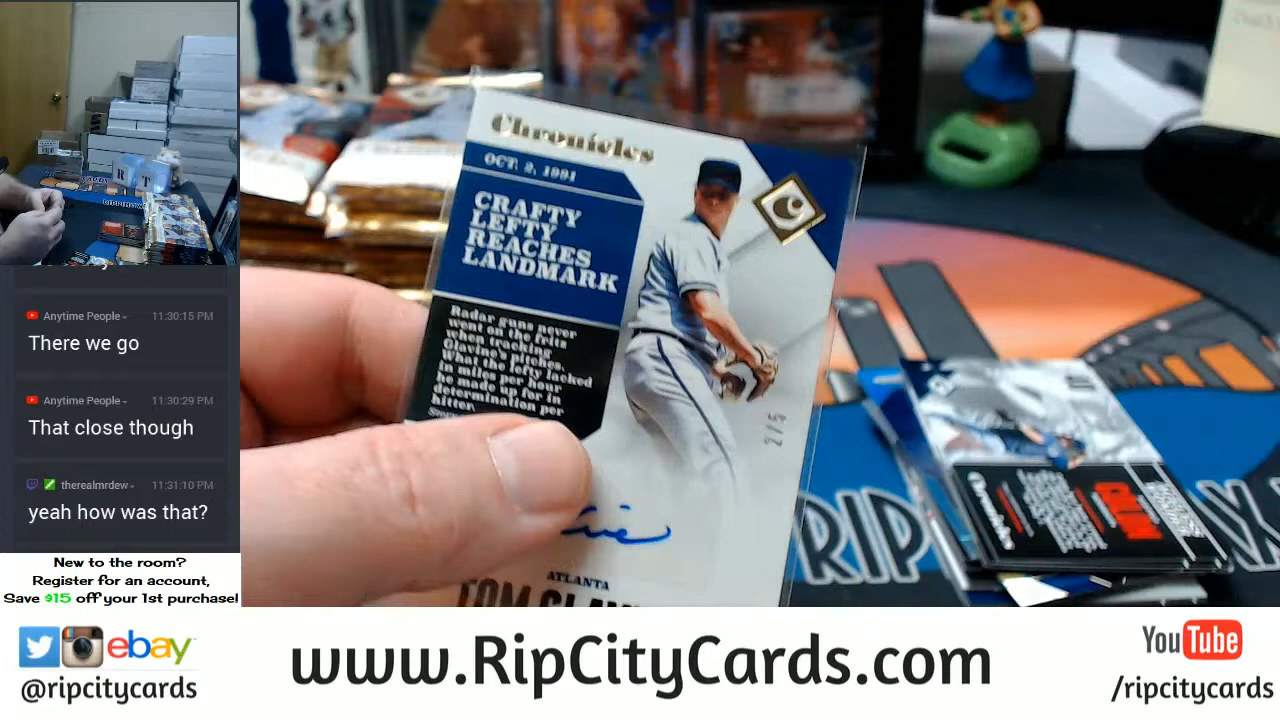 Chronicles
OCT. 2, 1991
CRAFTY
LEFTY
REACHES
LANDMARK
Radar guns never
went on the fritz
when tracking
Glavine's pitches.
What the lefty lacked
in miles per hour
he made up for in
determination per
hitter.
2/5
ATLANTA
TOM
RIP
Chronicles
R T
Anytime People 11:30:15 PM
There we go
Anytime People 11:30:29 PM
That close though
therealmrdew 11:31:10 PM
yeah how was that?
New to the room?
Register for an account,
Save $15 off your 1st purchase!
ebay
@ripcitycards
www.RipCityCards.com
YouTube
/ripcitycards